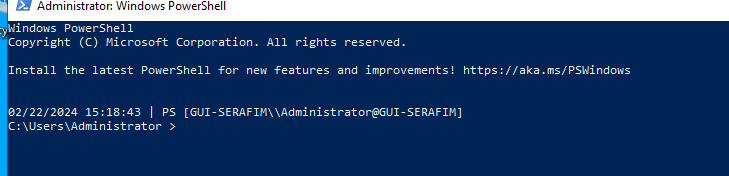 Administrator: Windows PowerShell
Windows PowerShell
Copyright (C) Microsoft Corporation. All rights reserved.
Install the latest PowerShell for new features and improvements! https://aka.ms/PSWindows
02/22/2024 15:18:43 | PS [GUI-SERAFIM\\Administrator@GUI-SERAFIM]
C:\Users\Administrator >